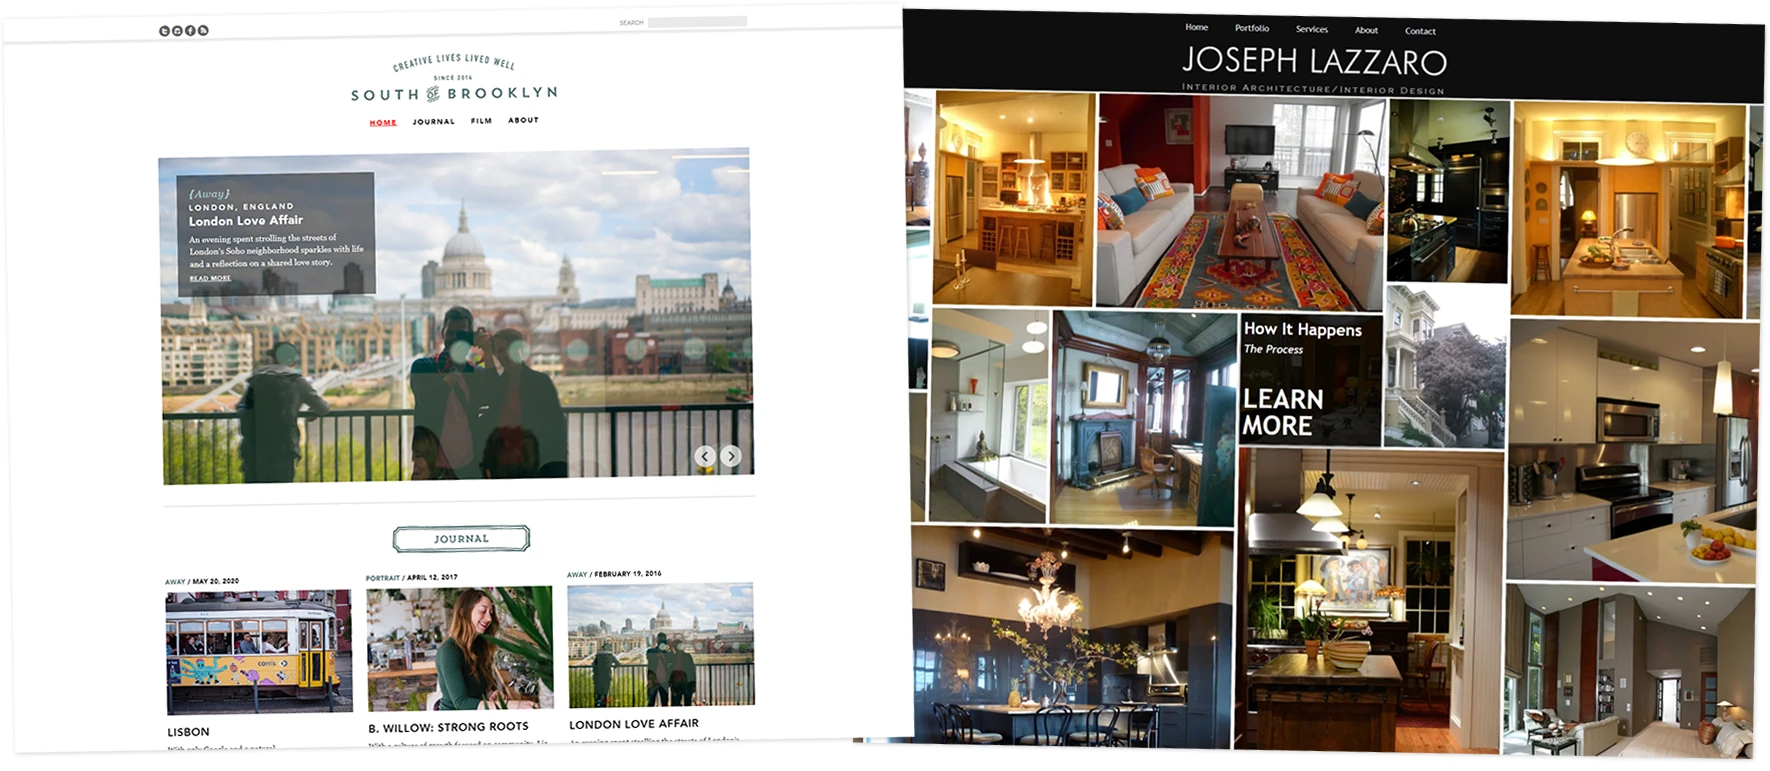 SEARCH
CREATIVE LIVES LIVED WELL
SINCE 2014
SOUTH OF BROOKLYN
HOME JOURNAL FILM ABOUT
{Away}
LONDON, ENGLAND
London Love Affair
An evening spent strolling the streets of
London's Soho neighborhood sparkles with life
and a reflection on a shared love story.
READ MORE
JOURNAL
AWAY / MAY 20, 2020
carris
LISBON
PORTRAIT / APRIL 12, 2017
B. WILLOW: STRONG ROOTS
AWAY / FEBRUARY 19, 2016
LONDON LOVE AFFAIR
Home Portfolio Services About Contact
JOSEPH LAZZARO
INTERIOR ARCHITECTURE/INTERIOR DESIGN
How It Happens
The Process
LEARN
MORE